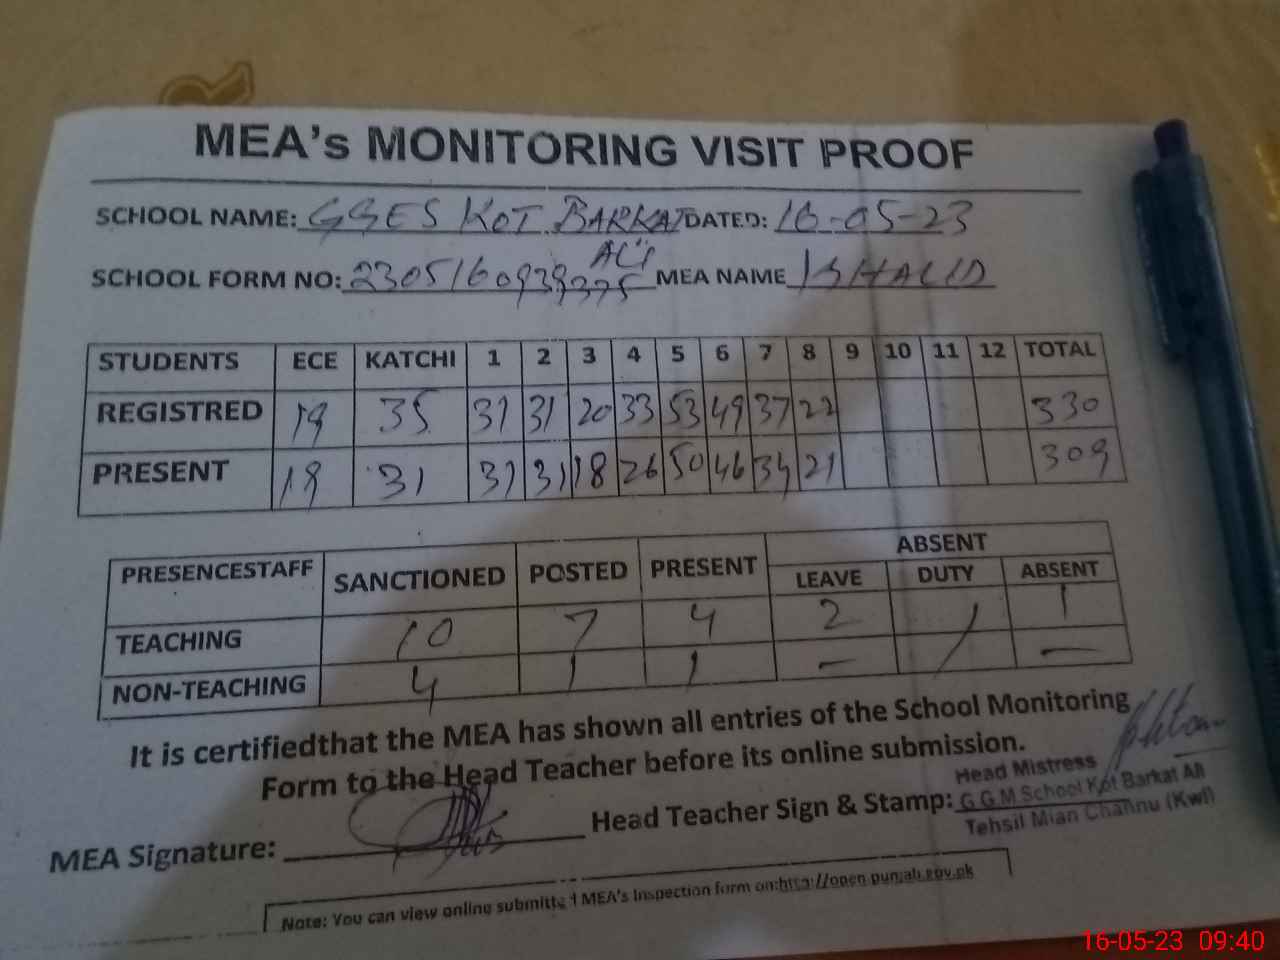 MEA's MONITORING VISIT PROOF
SCHOOL NAME: GGES KOT BARKAT DATED: 16-05-23
ALI
SCHOOL FORM NO: MEA NAME KHALID
STUDENTS ECE KATCHI 1 2 3 4 5 6 7 8 9 10 11 12 TOTAL
REGISTRED 19 35 31 31 20 33 53 49 37 22 330
PRESENT 18 31 31 31 18 26 50 46 34 21 309
ABSENT
PRESENCESTAFF SANCTIONED POSTED PRESENT LEAVE DUTY ABSENT
TEACHING 10 7 4 2 / 1
NON-TEACHING 4 1 1 - -
It is certifiedthat the MEA has shown all entries of the School Monitoring
Form to the Head Teacher before its online submission.
Head Mistress
MEA Signature: Head Teacher Sign & Stamp: G.G.M School Kot Barkat Ali
Tehsil Mian Channu (Kwl)
Note: You can view online submitted MEA's Inspection form on:http://open.punjab.gov.pk
16-05-23 09:40